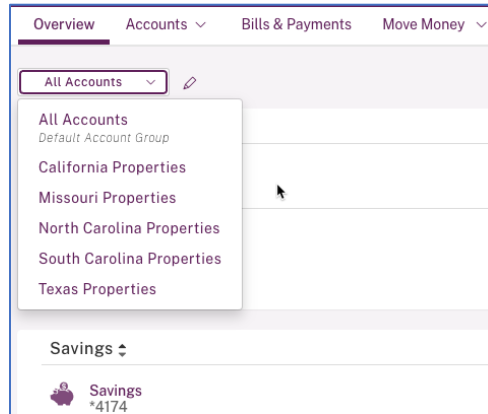 Overview Accounts Bills & Payments Move Money
All Accounts
All Accounts
Default Account Group
California Properties
Missouri Properties
North Carolina Properties
South Carolina Properties
Texas Properties
Savings
Savings
*4174